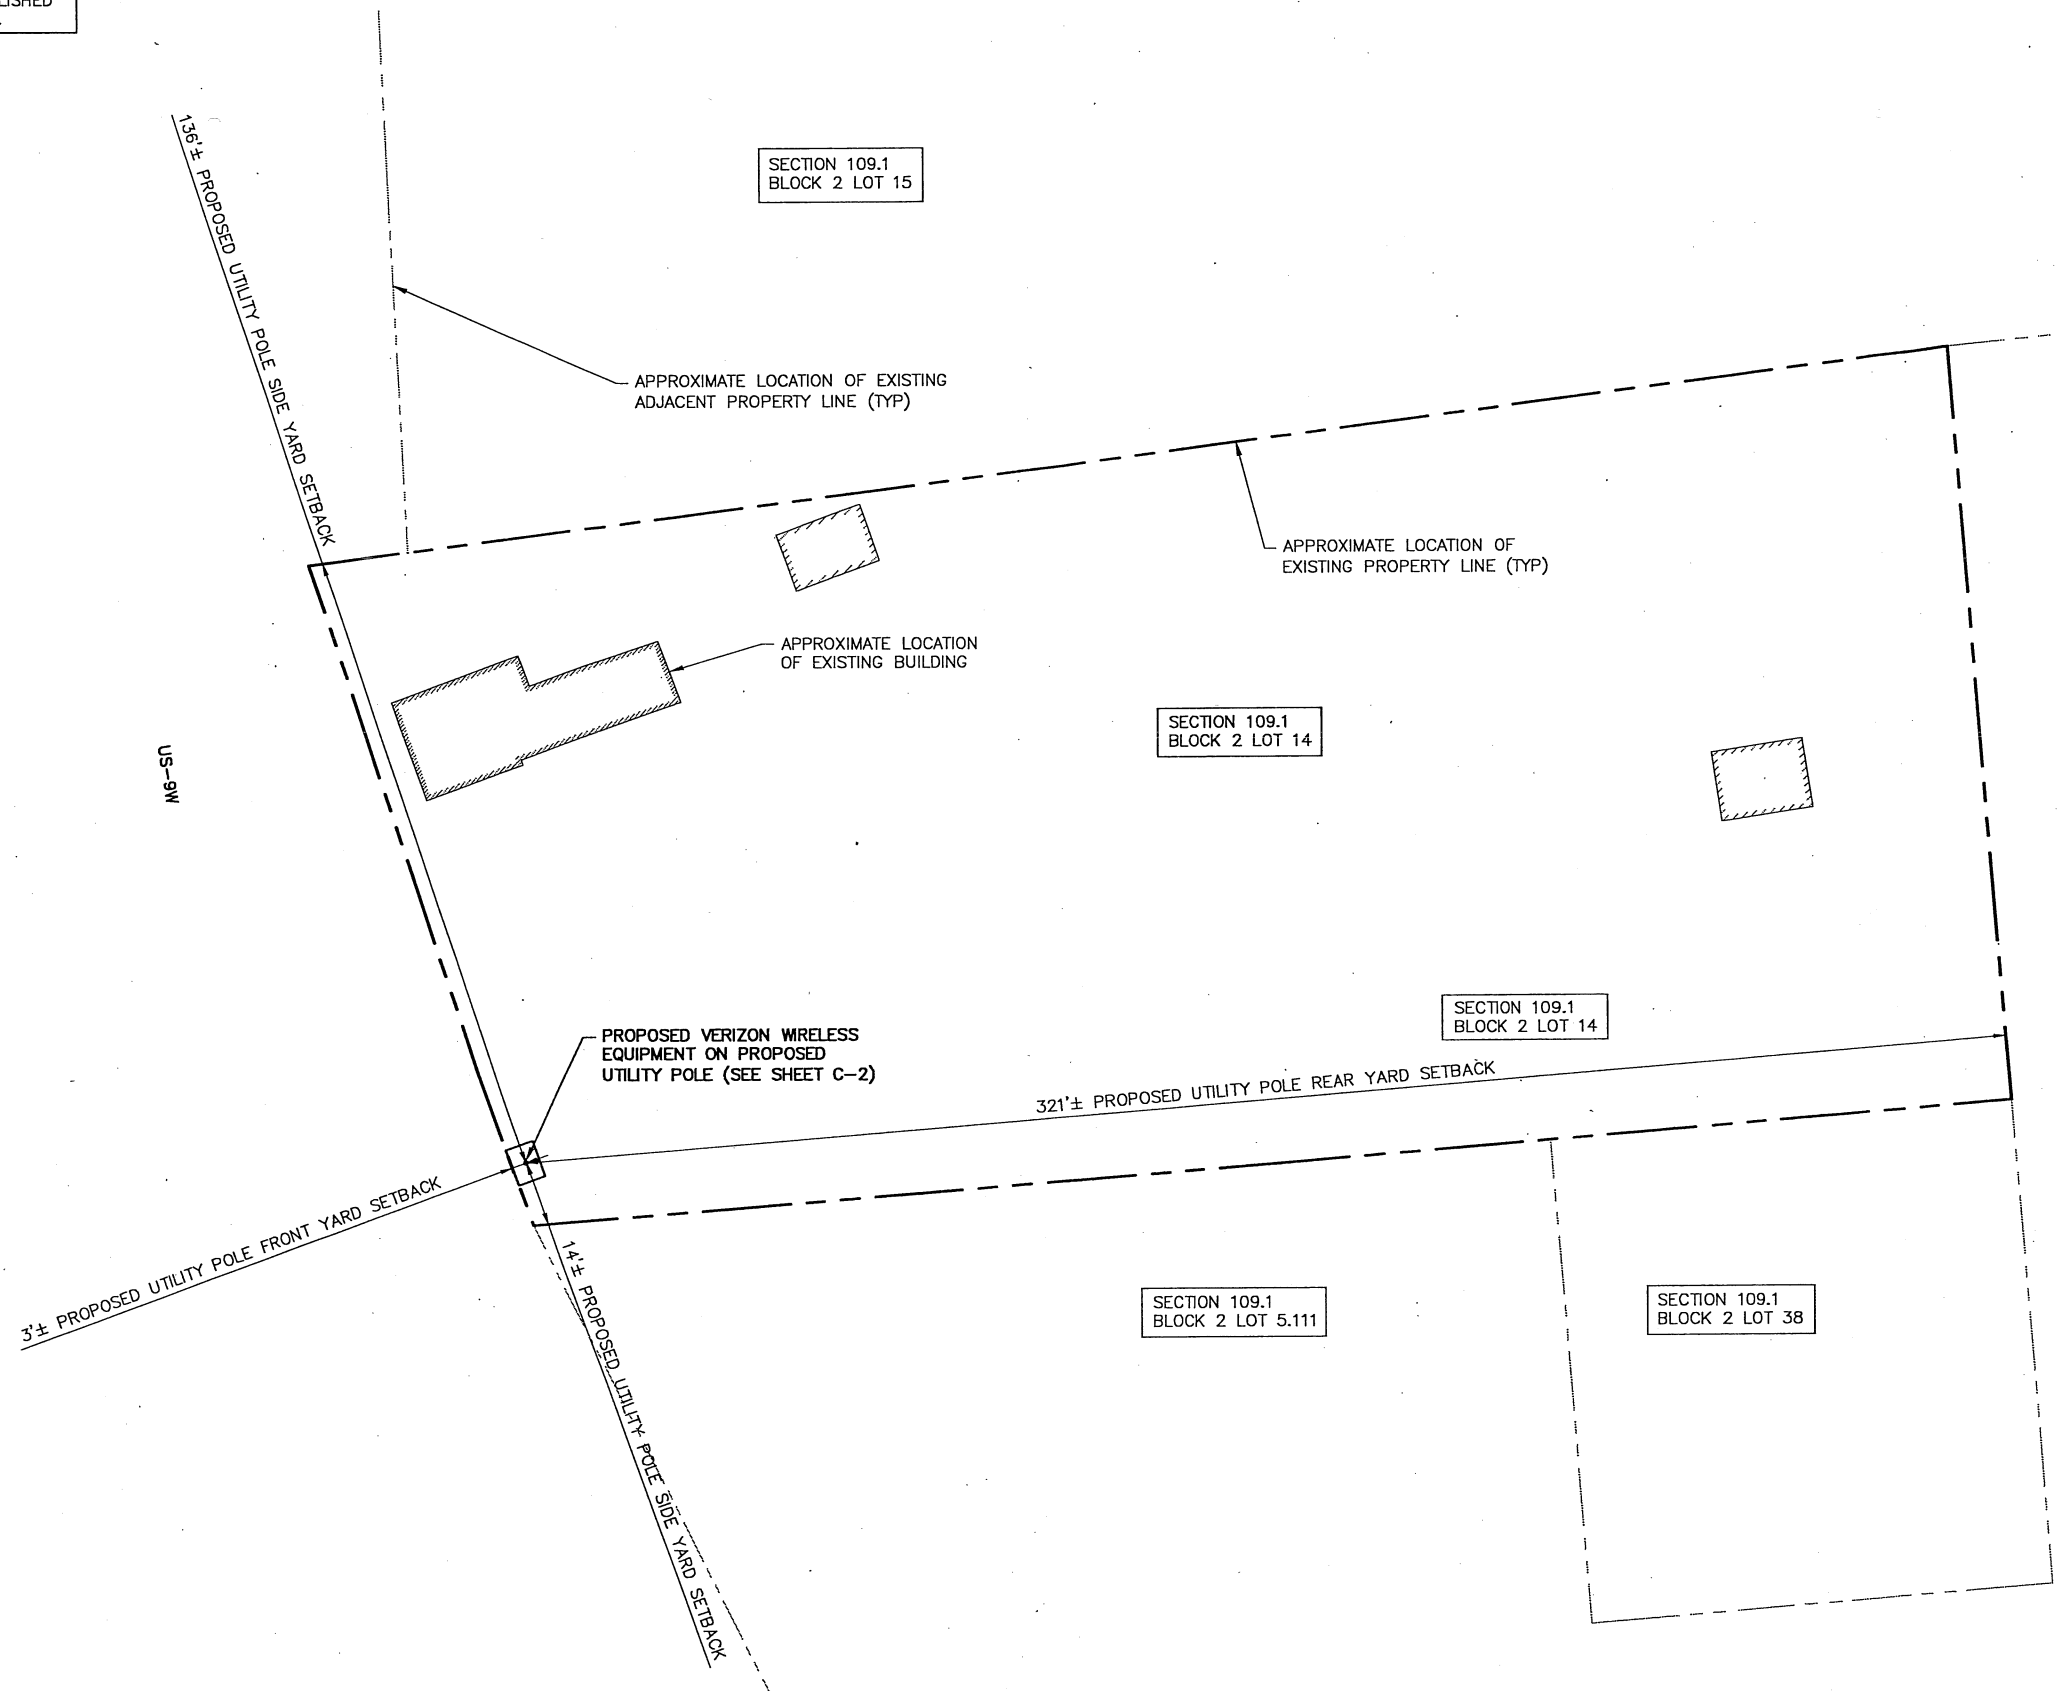 SECTION 109.1
BLOCK 2 LOT 15
136'± PROPOSED UTILITY POLE SIDE YARD SETBACK
APPROXIMATE LOCATION OF EXISTING
ADJACENT PROPERTY LINE (TYP)
APPROXIMATE LOCATION OF
EXISTING PROPERTY LINE (TYP)
APPROXIMATE LOCATION
OF EXISTING BUILDING
SECTION 109.1
BLOCK 2 LOT 14
US-9W
SECTION 109.1
BLOCK 2 LOT 14
PROPOSED VERIZON WIRELESS
EQUIPMENT ON PROPOSED
UTILITY POLE (SEE SHEET C-2)
321'± PROPOSED UTILITY POLE REAR YARD SETBACK
3'± PROPOSED UTILITY POLE FRONT YARD SETBACK
14'± PROPOSED UTILITY POLE SIDE YARD SETBACK
SECTION 109.1
BLOCK 2 LOT 5.111
SECTION 109.1
BLOCK 2 LOT 38